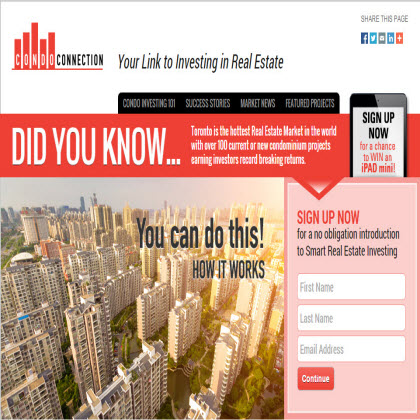 SHARE THIS PAGE
CONDO CONNECTION
Your Link to Investing in Real Estate
CONDO INVESTING 101 SUCCESS STORIES MARKET NEWS FEATURED PROJECTS
SIGN UP
NOW
for a chance
to WIN an
iPAD mini!
DID YOU KNOW...
Toronto is the hottest Real Estate Market in the world
with over 100 current or new condominium projects
earning investors record breaking returns.
You can do this!
HOW IT WORKS
SIGN UP NOW
for a no obligation introduction
to Smart Real Estate Investing
First Name
Last Name
Email Address
Continue